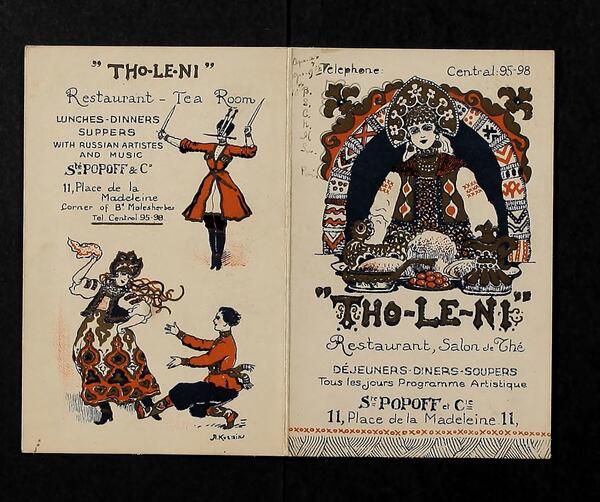 "THO-LE-NI"
Restaurant - Tea Room
LUNCHES-DINNERS
SUPPERS
WITH RUSSIAN ARTISTES
AND MUSIC
Sté POPOFF & Co
11, Place de la
Madeleine
Corner of Bd Malesherbes
Tel. Central 95-98
Telephone: Central: 95-98
"THO-LE-NI"
Restaurant, Salon de Thé
DÉJEUNERS-DINERS-SOUPERS
Tous les jours Programme Artistique
Sté POPOFF et Cie
11, Place de la Madeleine 11,